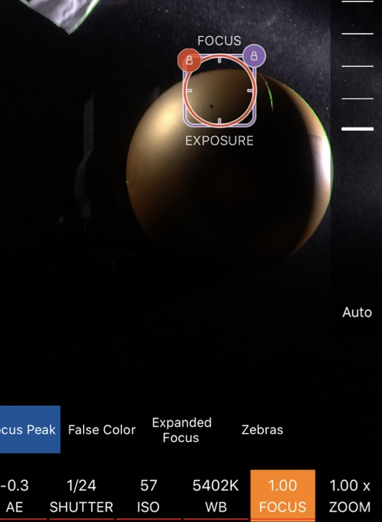 FOCUS
EXPOSURE
Auto
cus Peak
False Color
Expanded
Focus
Zebras
-0.3
1/24
57
5402K
1.00
1.00 x
AE
SHUTTER
ISO
WB
FOCUS
ZOOM